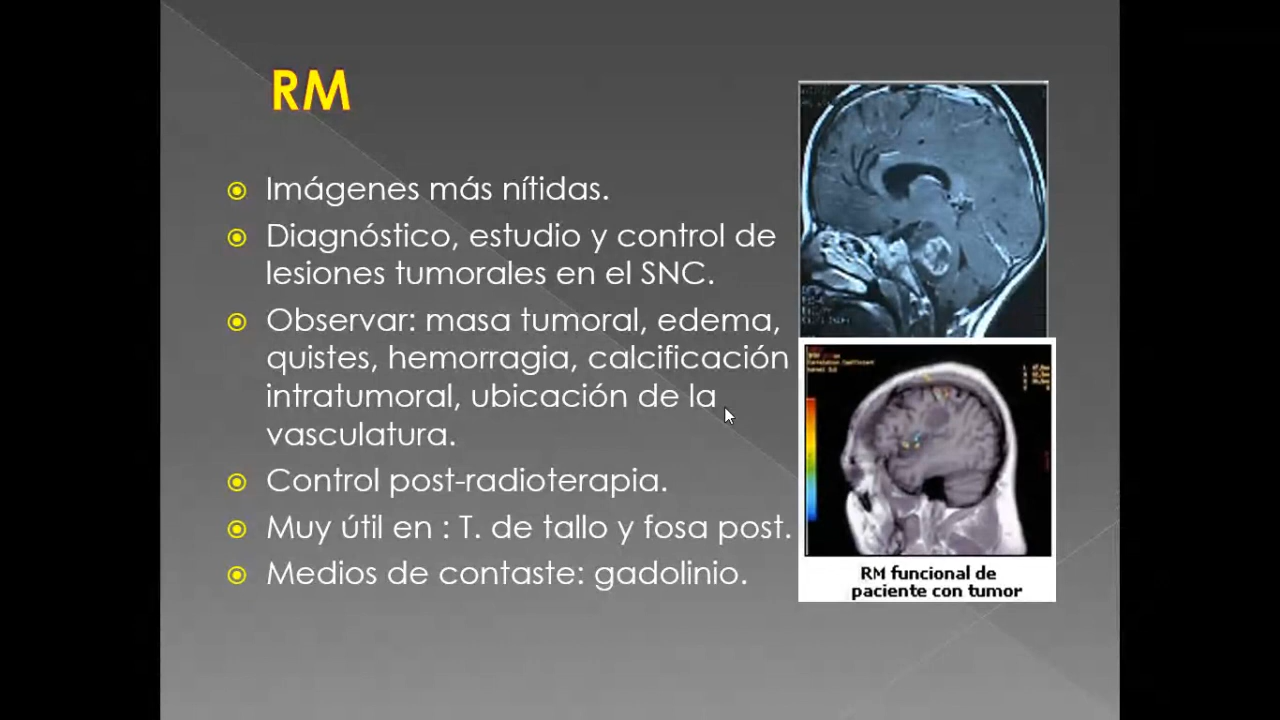 RM
Imágenes más nítidas.
Diagnóstico, estudio y control de
lesiones tumorales en el SNC.
Observar: masa tumoral, edema,
quistes, hemorragia, calcificación
intratumoral, ubicación de la
vasculatura.
Control post-radioterapia.
Muy útil en : T. de tallo y fosa post.
Medios de contaste: gadolinio.
RM funcional de
paciente con tumor